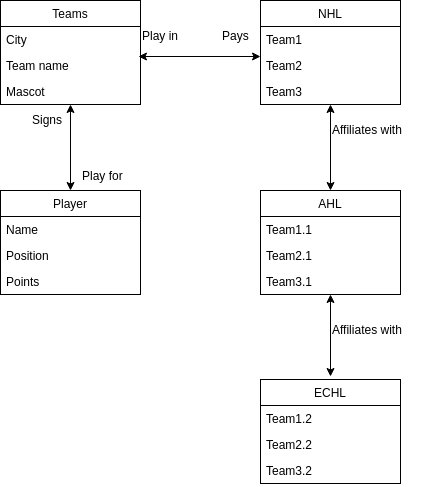 Teams
City
Team name
Mascot
Play in
Pays
NHL
Team1
Team2
Team3
Signs
Play for
Affiliates with
Player
Name
Position
Points
AHL
Team1.1
Team2.1
Team3.1
Affiliates with
ECHL
Team1.2
Team2.2
Team3.2